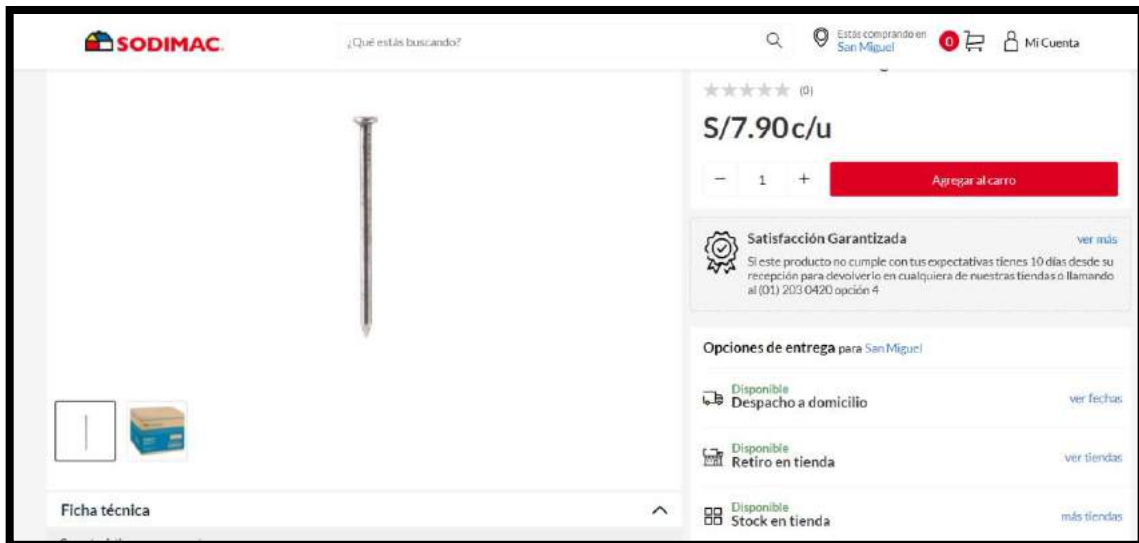 SODIMAC.
¿Qué estás buscando?
Estás comprando en
San Miguel
0
Mi Cuenta
(0)
S/7.90 c/u
− 1 +
Agregar al carro
Satisfacción Garantizada
ver más
Si este producto no cumple con tus expectativas tienes 10 días desde su
recepción para devolverlo en cualquiera de nuestras tiendas o llamando
al (01) 203 0420 opción 4
Opciones de entrega para San Miguel
Disponible
Despacho a domicilio
ver fechas
Disponible
Retiro en tienda
ver tiendas
Disponible
Stock en tienda
más tiendas
Ficha técnica